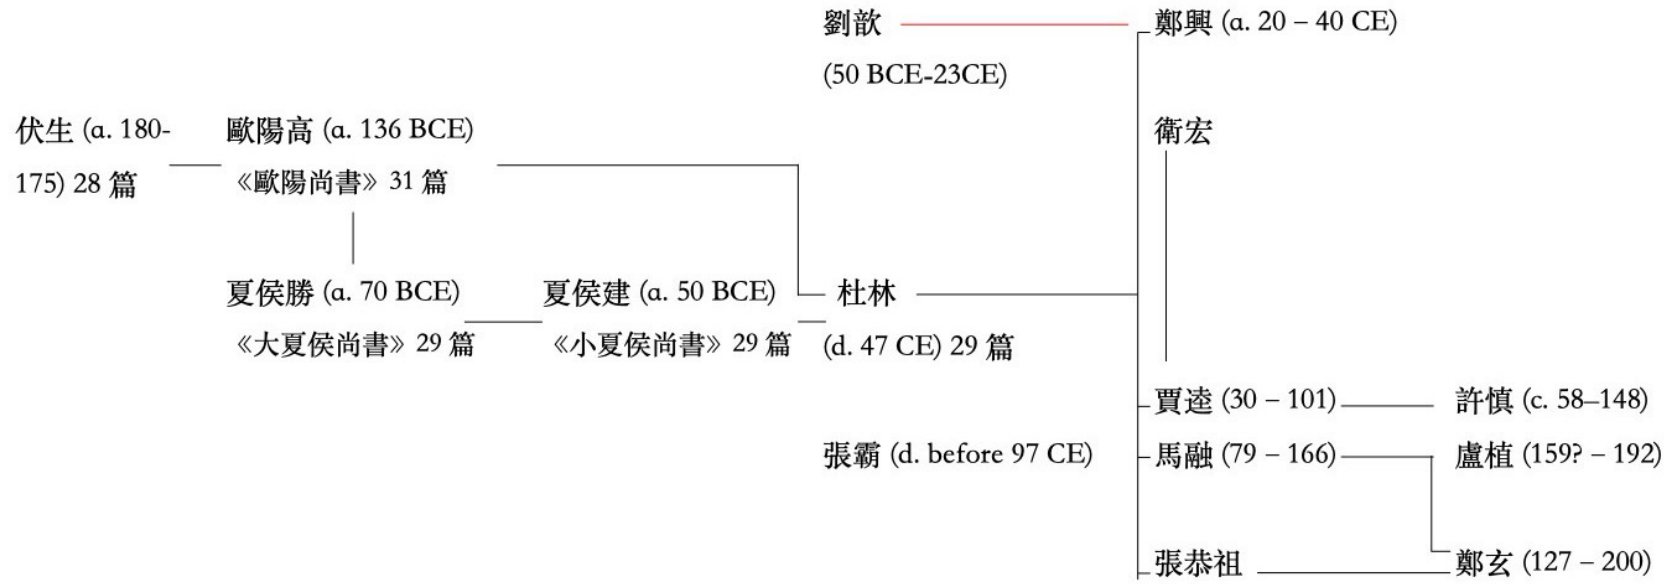 劉歆
鄭興 (a. 20 – 40 CE)
(50 BCE-23CE)
伏生 (a. 180-
175) 28 篇
歐陽高 (a. 136 BCE)
《歐陽尚書》31 篇
衛宏
夏侯勝 (a. 70 BCE)
《大夏侯尚書》29 篇
夏侯建 (a. 50 BCE)
《小夏侯尚書》29 篇
杜林
(d. 47 CE) 29 篇
賈逵 (30 – 101)
許慎 (c. 58–148)
張霸 (d. before 97 CE)
馬融 (79 – 166)
盧植 (159? – 192)
張恭祖
鄭玄 (127 – 200)